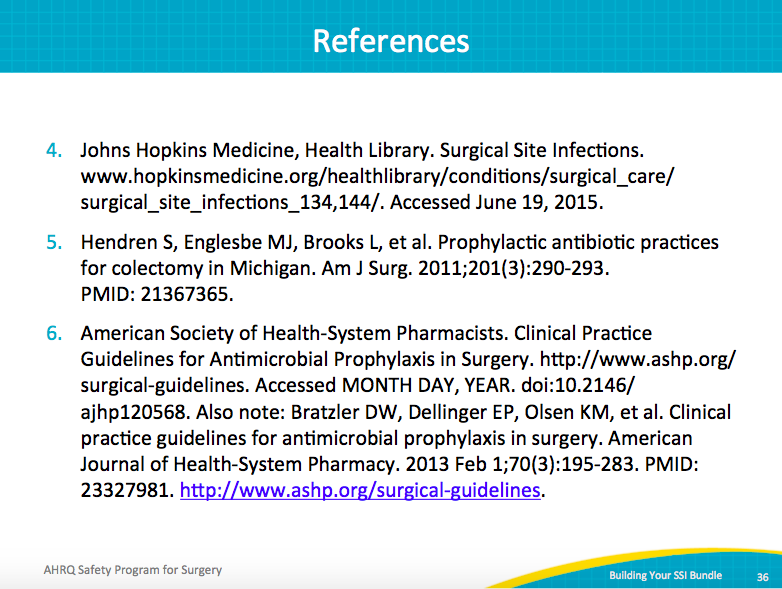 References
4. Johns Hopkins Medicine, Health Library. Surgical Site Infections.
www.hopkinsmedicine.org/healthlibrary/conditions/surgical_care/
surgical_site_infections_134,144/. Accessed June 19, 2015.
5. Hendren S, Englesbe MJ, Brooks L, et al. Prophylactic antibiotic practices
for colectomy in Michigan. Am J Surg. 2011;201(3):290-293.
PMID: 21367365.
6. American Society of Health-System Pharmacists. Clinical Practice
Guidelines for Antimicrobial Prophylaxis in Surgery. http://www.ashp.org/
surgical-guidelines. Accessed MONTH DAY, YEAR. doi:10.2146/
ajhp120568. Also note: Bratzler DW, Dellinger EP, Olsen KM, et al. Clinical
practice guidelines for antimicrobial prophylaxis in surgery. American
Journal of Health-System Pharmacy. 2013 Feb 1;70(3):195-283. PMID:
23327981. http://www.ashp.org/surgical-guidelines.
AHRQ Safety Program for Surgery
Building Your SSI Bundle 36